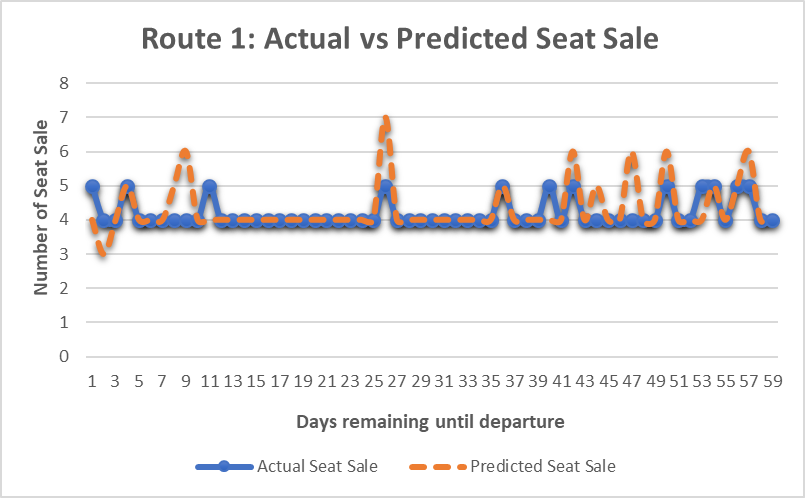 Route 1: Actual vs Predicted Seat Sale
Number of Seat Sale
8
7
6
5
4
3
2
1
0
1 3 5 7 9 11 13 15 17 19 21 23 25 27 29 31 33 35 37 39 41 43 45 47 49 51 53 55 57 59
Days remaining until departure
Actual Seat Sale Predicted Seat Sale